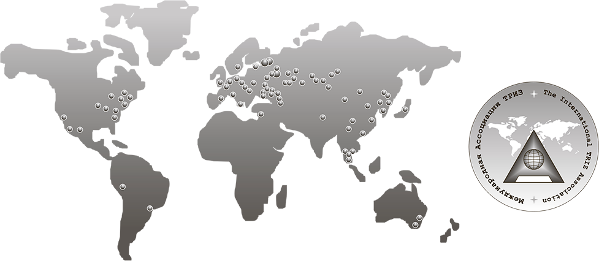 Международная Ассоциация ТРИЗ + The International TRIZ Association +